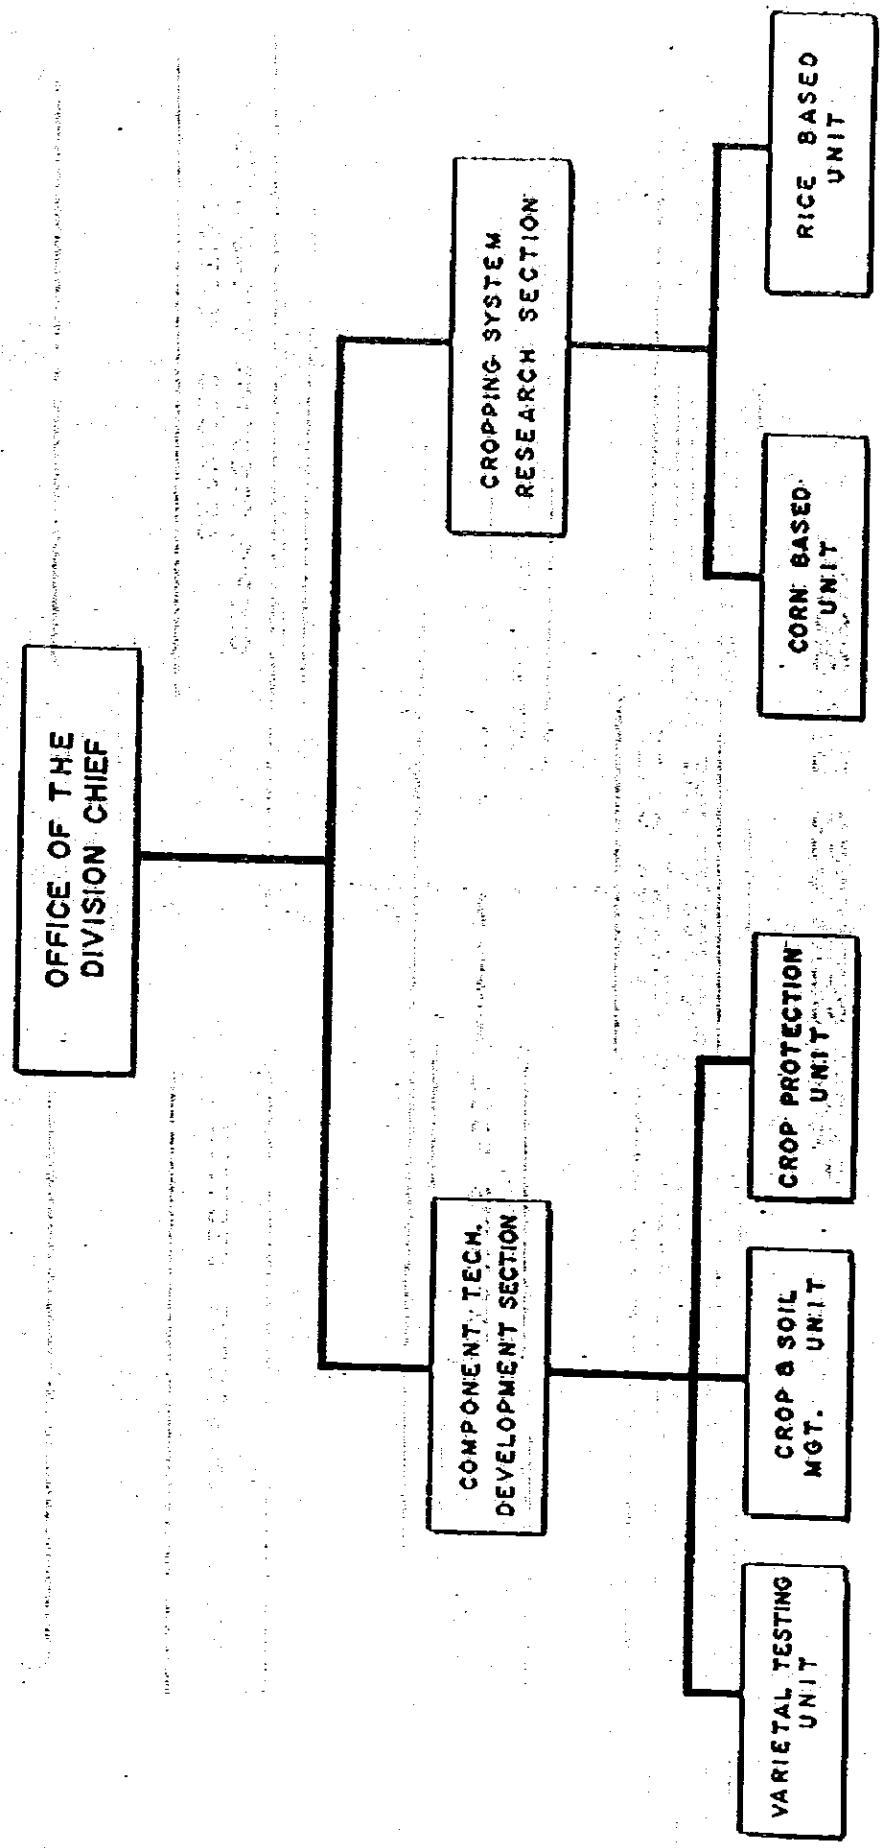 OFFICE OF THE
DIVISION CHIEF
COMPONENT TECH.
DEVELOPMENT SECTION
CROPPING SYSTEM
RESEARCH SECTION
VARIETAL TESTING
UNIT
CROP & SOIL
MGT. UNIT
CROP PROTECTION
UNIT
CORN BASED
UNIT
RICE BASED
UNIT